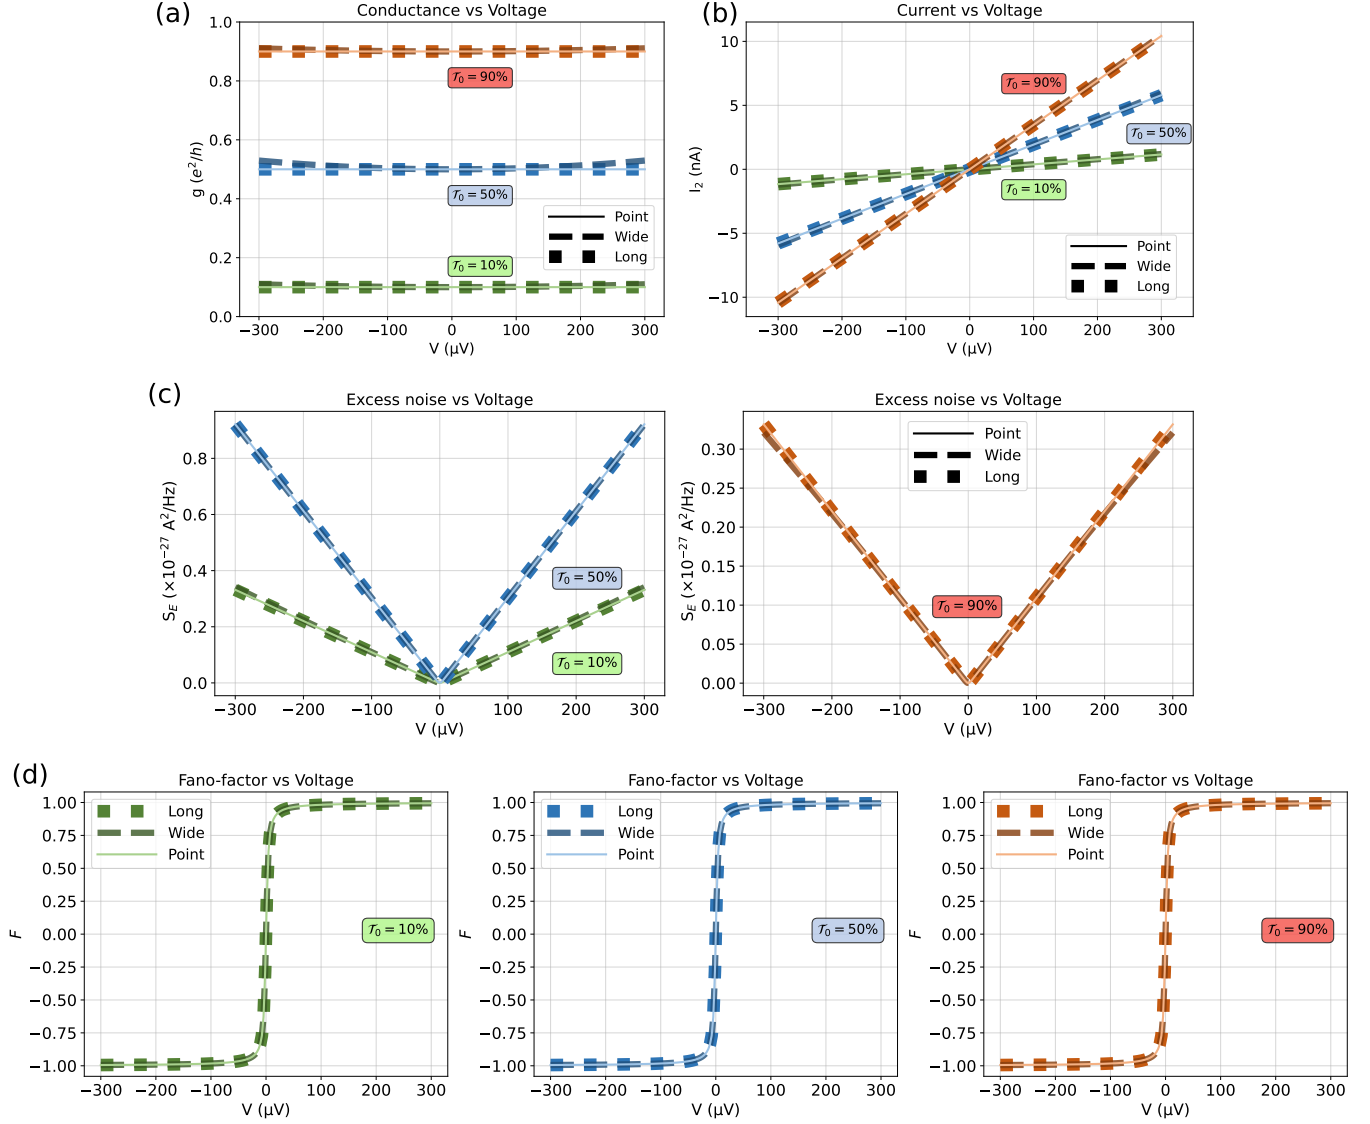 (a)
Conductance vs Voltage
1.0
0.8
0.6
0.4
0.2
0.0
g (e²/h)
𝒯₀ = 90%
𝒯₀ = 50%
𝒯₀ = 10%
Point
Wide
Long
−300 −200 −100 0 100 200 300
V (µV)
(b)
Current vs Voltage
10
5
0
−5
−10
I₂ (nA)
𝒯₀ = 90%
𝒯₀ = 50%
𝒯₀ = 10%
Point
Wide
Long
−300 −200 −100 0 100 200 300
V (µV)
(c)
Excess noise vs Voltage
0.8
0.6
0.4
0.2
0.0
S_E (×10⁻²⁷ A²/Hz)
𝒯₀ = 50%
𝒯₀ = 10%
−300 −200 −100 0 100 200 300
V (µV)
Excess noise vs Voltage
0.30
0.25
0.20
0.15
0.10
0.05
0.00
S_E (×10⁻²⁷ A²/Hz)
Point
Wide
Long
𝒯₀ = 90%
−300 −200 −100 0 100 200 300
V (µV)
(d)
Fano-factor vs Voltage
1.00
0.75
0.50
0.25
0.00
−0.25
−0.50
−0.75
−1.00
F
Long
Wide
Point
𝒯₀ = 10%
−300 −200 −100 0 100 200 300
V (µV)
Fano-factor vs Voltage
1.00
0.75
0.50
0.25
0.00
−0.25
−0.50
−0.75
−1.00
F
Long
Wide
Point
𝒯₀ = 50%
−300 −200 −100 0 100 200 300
V (µV)
Fano-factor vs Voltage
1.00
0.75
0.50
0.25
0.00
−0.25
−0.50
−0.75
−1.00
F
Long
Wide
Point
𝒯₀ = 90%
−300 −200 −100 0 100 200 300
V (µV)